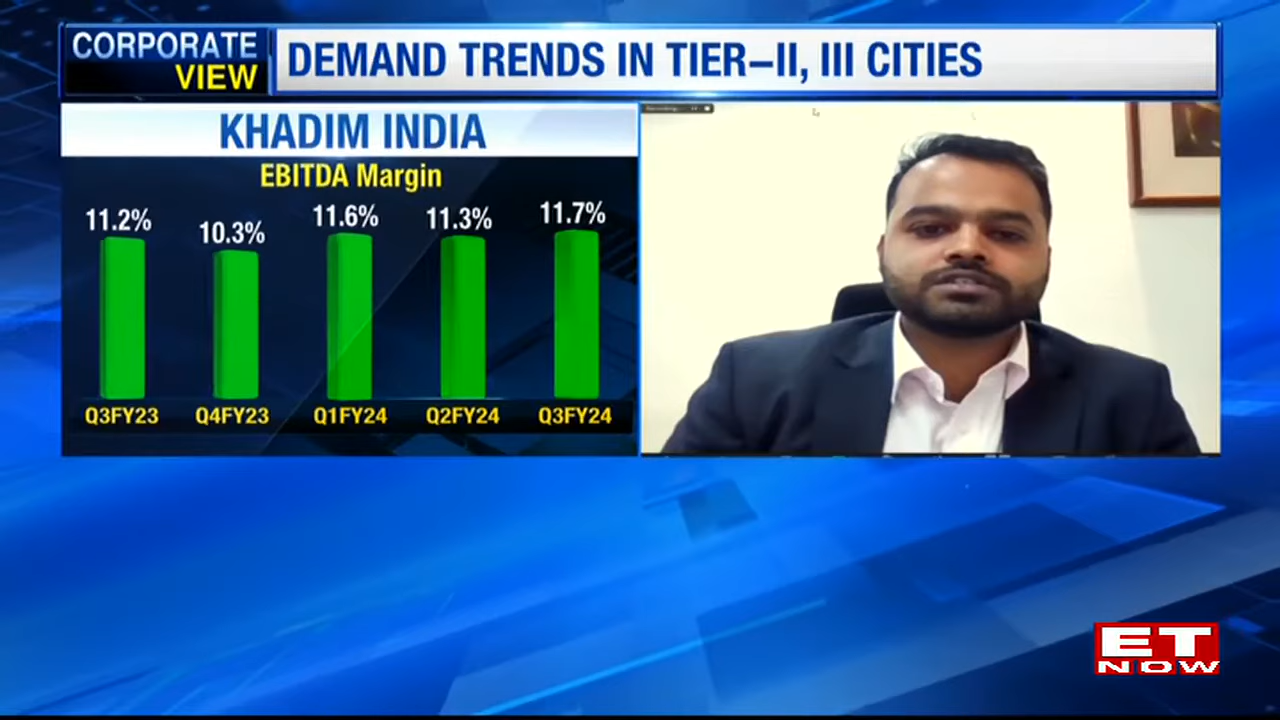 CORPORATE
VIEW
DEMAND TRENDS IN TIER–II, III CITIES
KHADIM INDIA
EBITDA Margin
11.2%
10.3%
11.6%
11.3%
11.7%
Q3FY23
Q4FY23
Q1FY24
Q2FY24
Q3FY24
ET
NOW